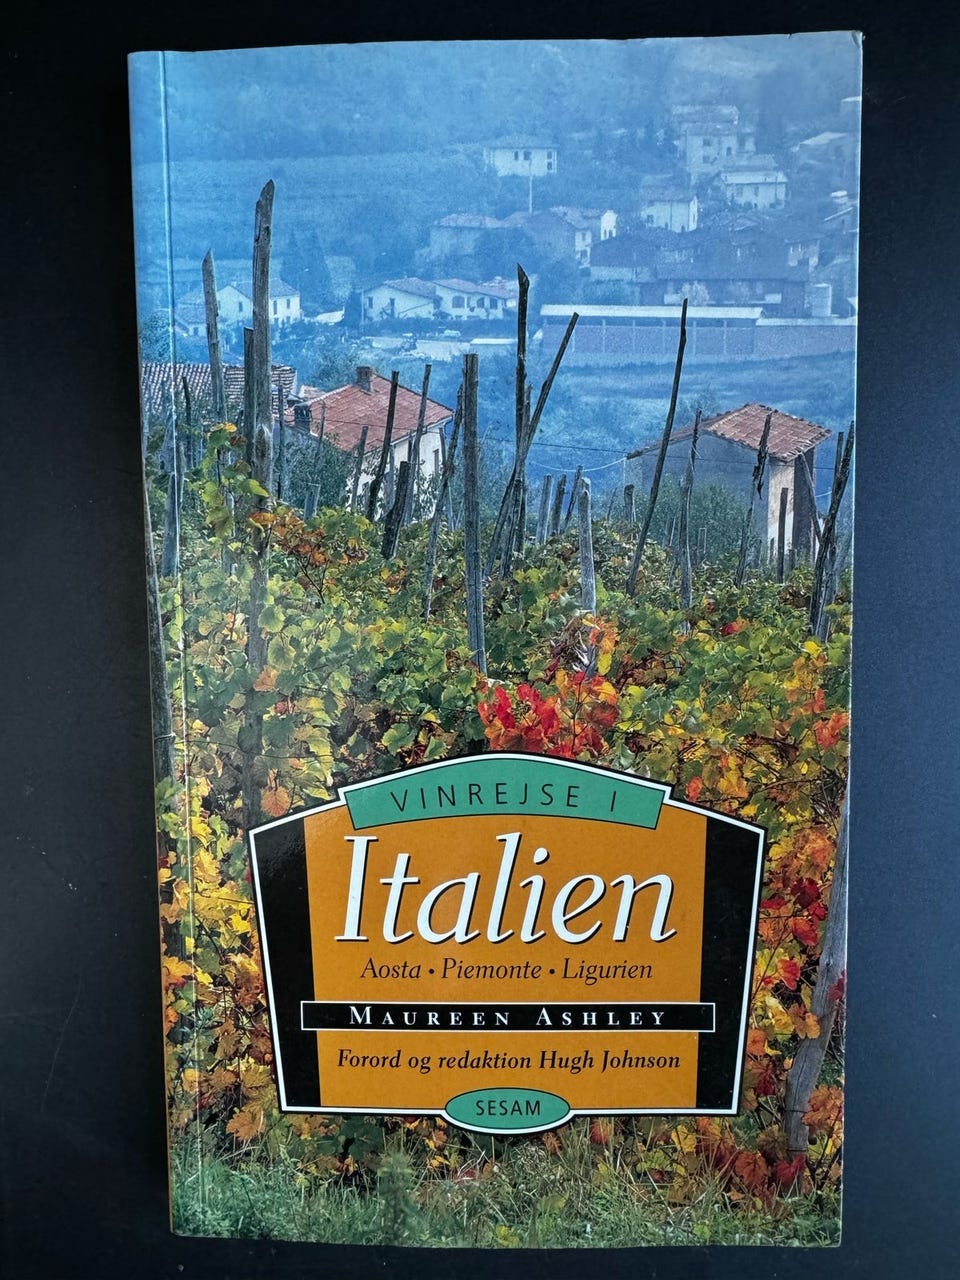 VINREJSE I
Italien
Aosta • Piemonte • Ligurien
MAUREEN ASHLEY
Forord og redaktion Hugh Johnson
SESAM